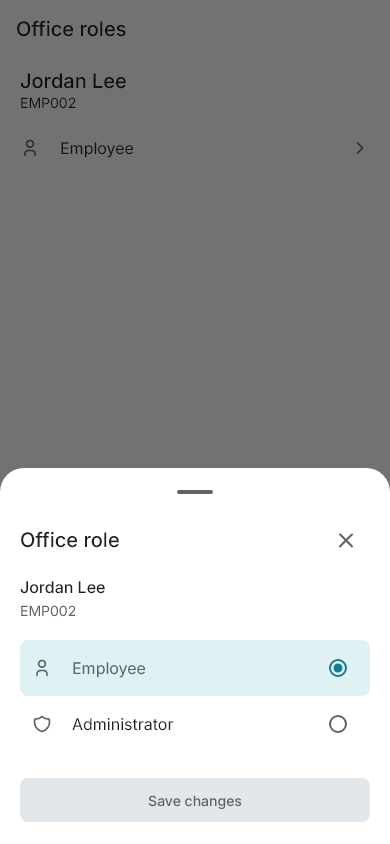 Office roles
Jordan Lee
EMP002
Employee
Office role
Jordan Lee
EMP002
Employee
Administrator
Save changes